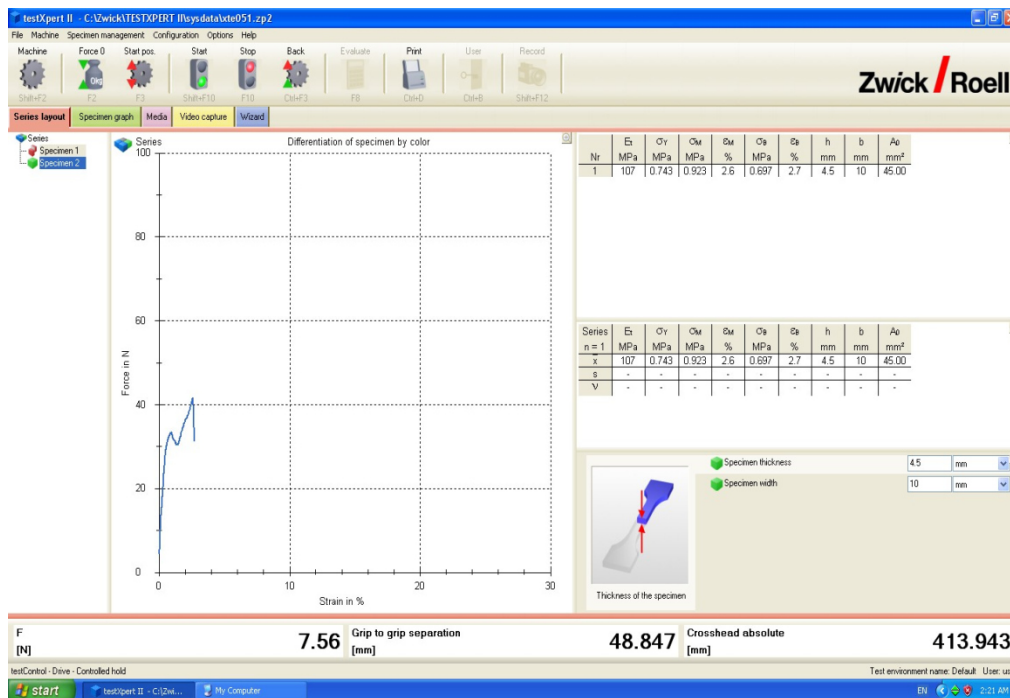 testXpert II - C:\Zwick\TESTXPERT II\sysdata\xte051.zp2
File Machine Specimen management Configuration Options Help
Machine Force 0 Start pos. Start Stop Back Evaluate Print User Record
0kg
Shift+F2 F2 F3 Shift+F10 F10 Ctrl+F3 F8 Ctrl+D Ctrl+B Shift+F12
Zwick / Roell
Series layout Specimen graph Media Video capture Wizard
Series
Specimen 1
Specimen 2
Series
Differentiation of specimen by color
100
80
60
40
20
0
Force in N
0 10 20 30
Strain in %
Et σY σM εM σB εB h b A0
Nr MPa MPa MPa % MPa % mm mm mm²
1 107 0.743 0.923 2.6 0.697 2.7 4.5 10 45.00
Series Et σY σM εM σB εB h b A0
n = 1 MPa MPa MPa % MPa % mm mm mm²
x̄ 107 0.743 0.923 2.6 0.697 2.7 4.5 10 45.00
s - - - - - - - - -
ν - - - - - - - - -
Specimen thickness 4.5 mm
Specimen width 10 mm
Thickness of the specimen
F
[N]
7.56
Grip to grip separation
[mm]
48.847
Crosshead absolute
[mm]
413.943
testControl - Drive - Controlled hold
Test environment name: Default User: us
start testXpert II - C:\Zwi... My Computer EN 2:21 AM